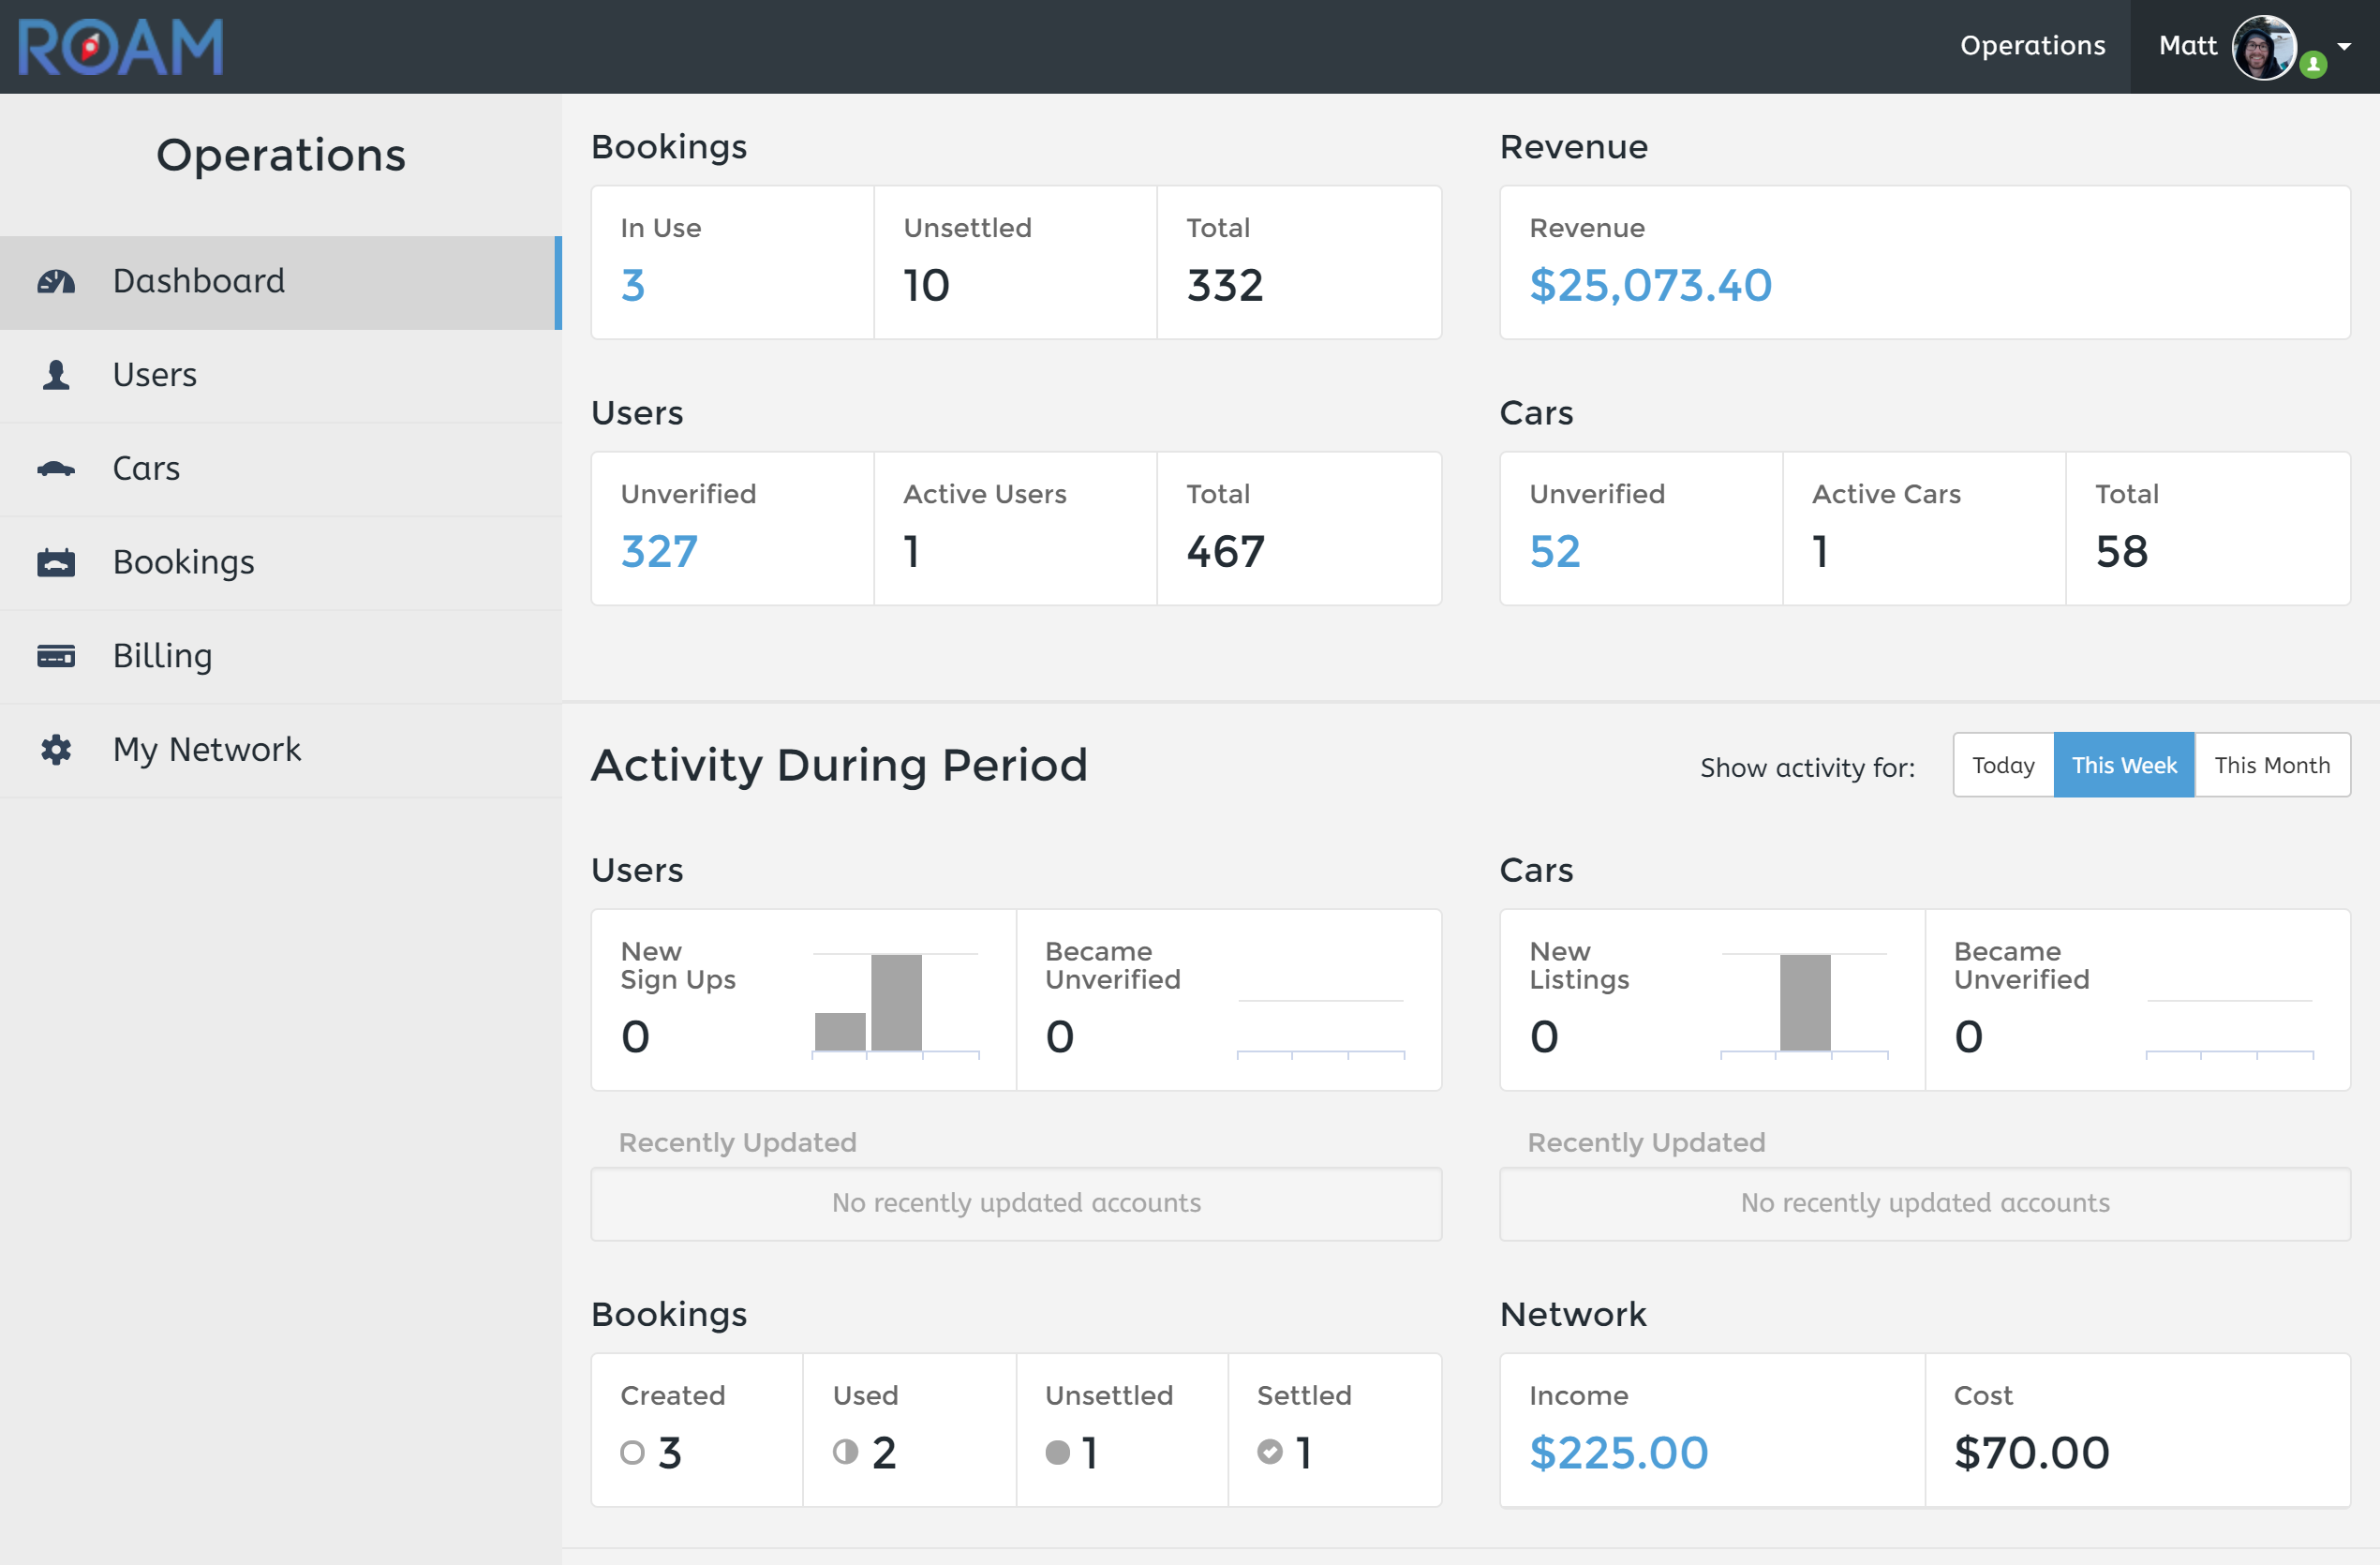 ROAM
Operations
Matt
Operations
Dashboard
Users
Cars
Bookings
Billing
My Network
Bookings
In Use
3
Unsettled
10
Total
332
Revenue
Revenue
$25,073.40
Users
Unverified
327
Active Users
1
Total
467
Cars
Unverified
52
Active Cars
1
Total
58
Activity During Period
Show activity for:
Today
This Week
This Month
Users
New
Sign Ups
0
Became
Unverified
0
Recently Updated
No recently updated accounts
Cars
New
Listings
0
Became
Unverified
0
Recently Updated
No recently updated accounts
Bookings
Created
3
Used
2
Unsettled
1
Settled
1
Network
Income
$225.00
Cost
$70.00